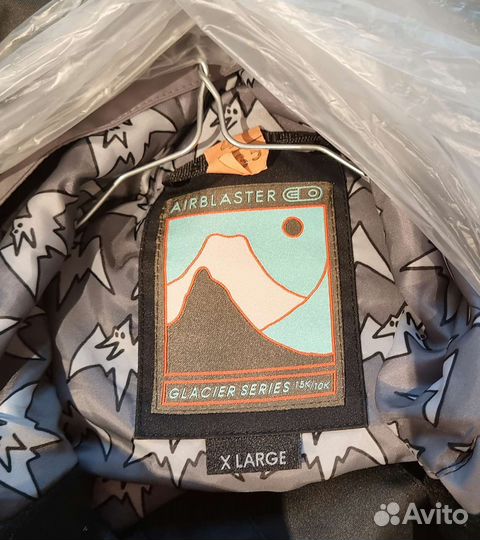 AIRBLASTER
GLACIER SERIES 15K/10K
X LARGE
Avito